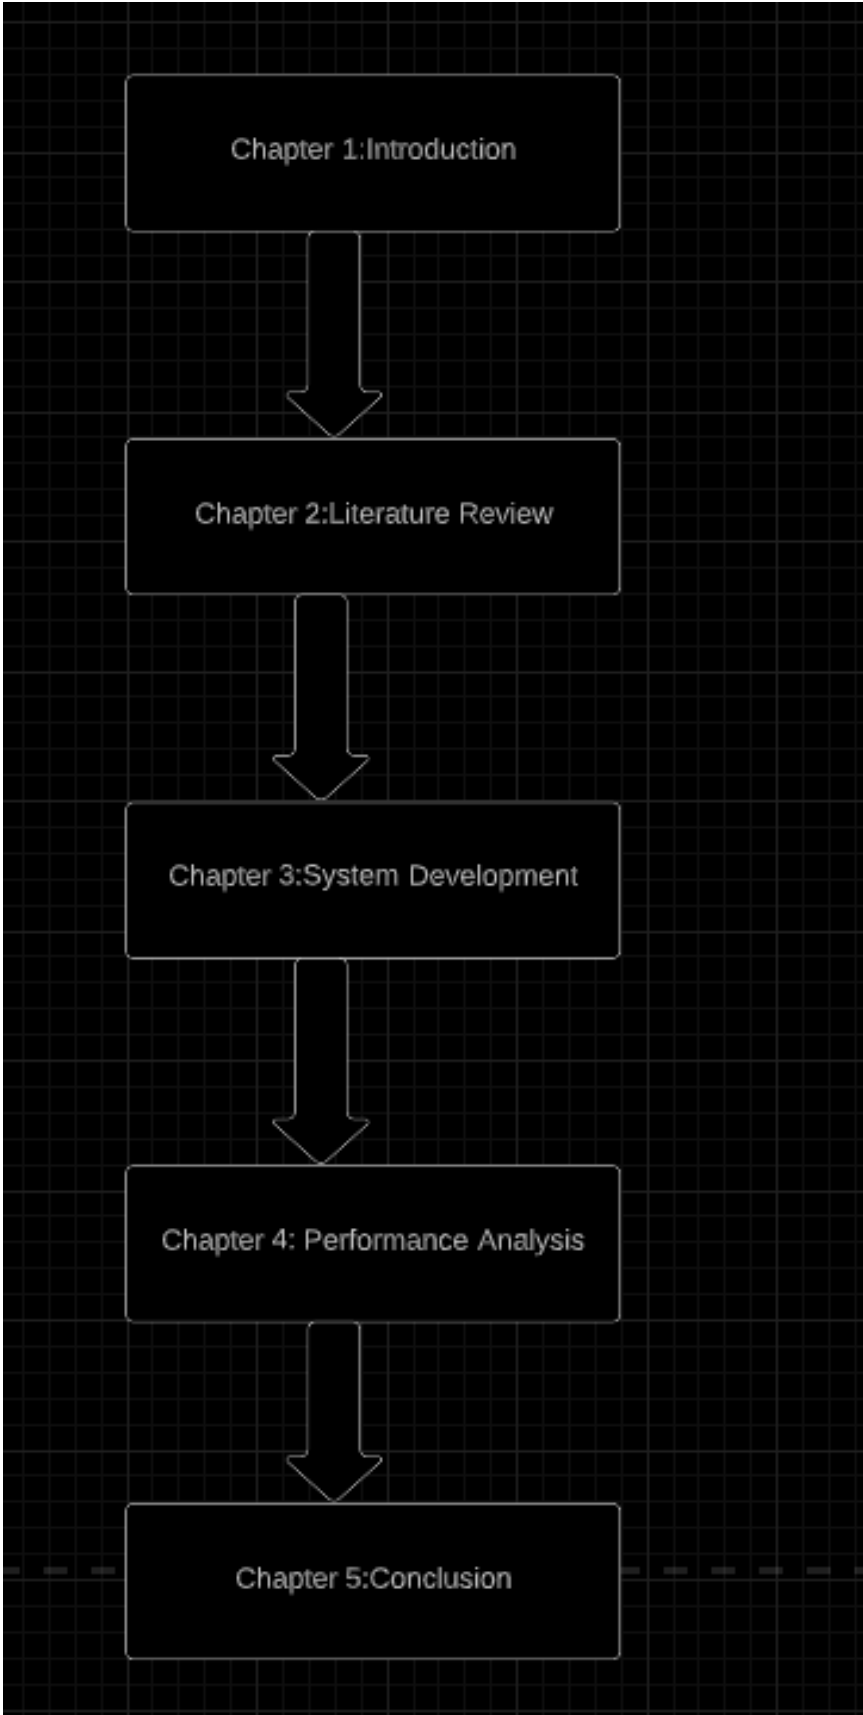 Chapter 1:Introduction
Chapter 2:Literature Review
Chapter 3:System Development
Chapter 4: Performance Analysis
Chapter 5:Conclusion